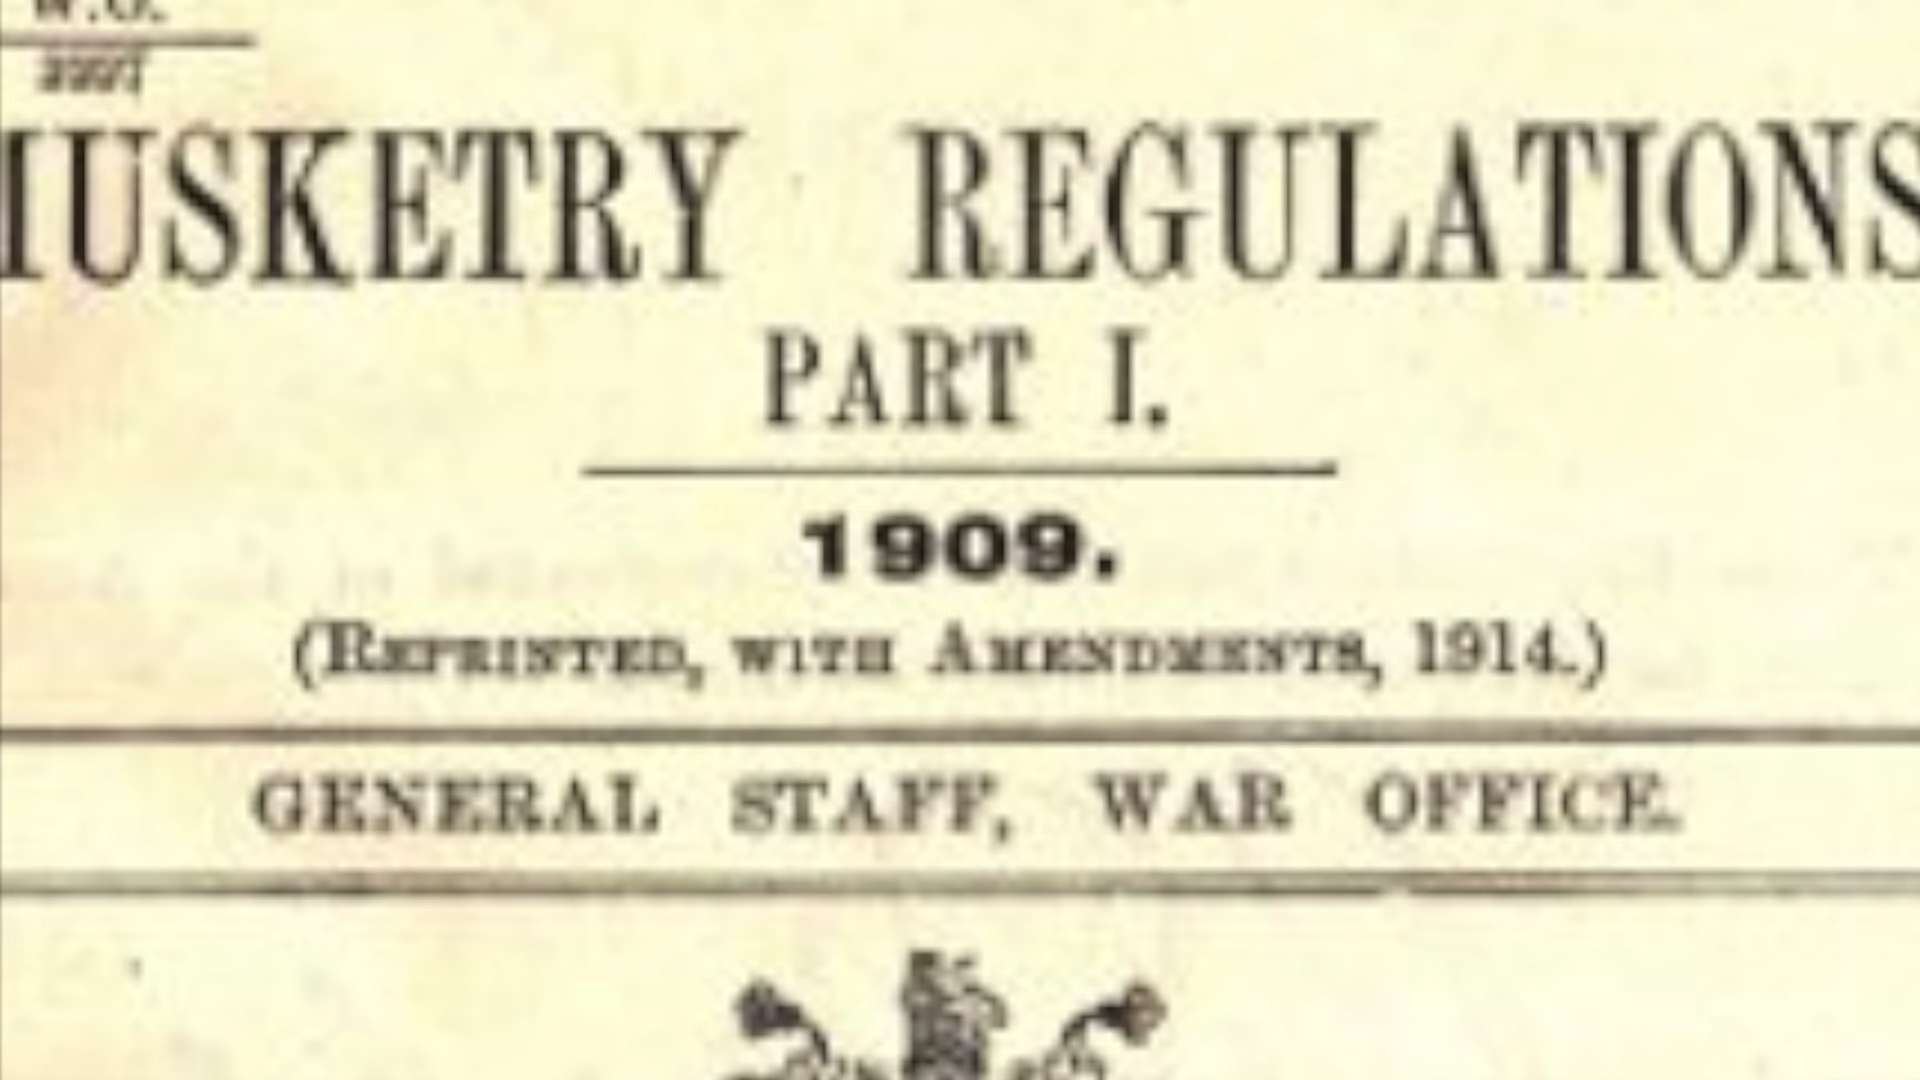 W.O.
MUSKETRY REGULATIONS
PART I.
1909.
(REPRINTED, WITH AMENDMENTS, 1914.)
GENERAL STAFF, WAR OFFICE.